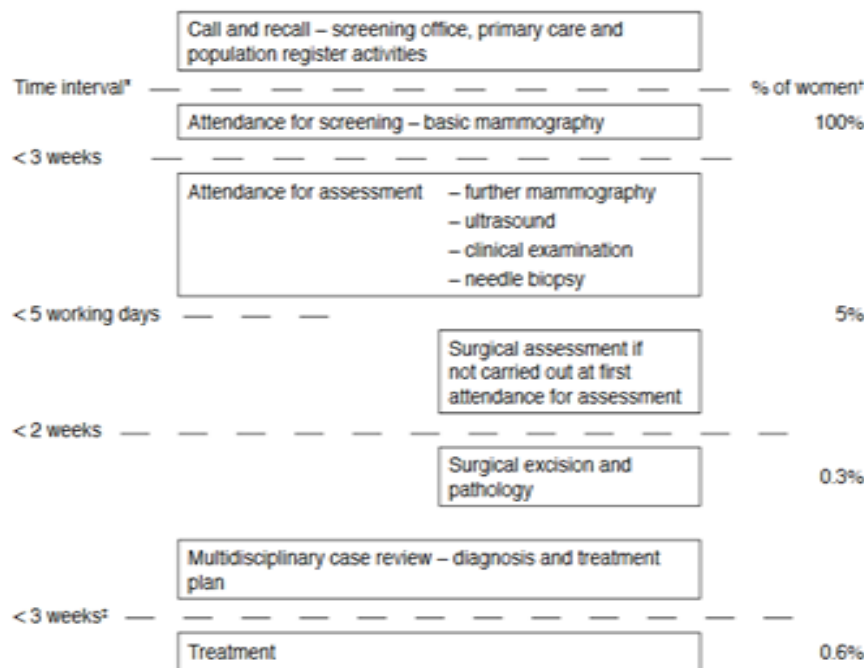 Call and recall – screening office, primary care and
population register activities
Time interval* % of women†
Attendance for screening – basic mammography 100%
< 3 weeks
Attendance for assessment – further mammography
– ultrasound
– clinical examination
– needle biopsy
< 5 working days 5%
Surgical assessment if
not carried out at first
attendance for assessment
< 2 weeks
Surgical excision and
pathology 0.3%
Multidisciplinary case review – diagnosis and treatment
plan
< 3 weeks‡
Treatment 0.6%